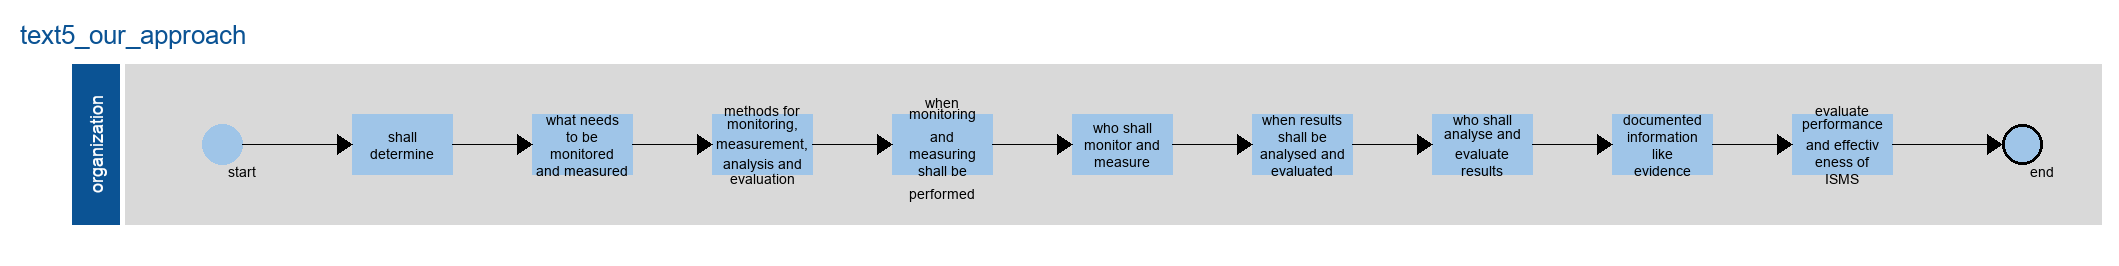 text5_our_approach
organization
start
shall
determine
what needs
to be
monitored
and measured
methods for
monitoring,
measurement,
analysis and
evaluation
when
monitoring
and
measuring
shall be
performed
who shall
monitor and
measure
when results
shall be
analysed and
evaluated
who shall
analyse and
evaluate
results
documented
information
like
evidence
evaluate
performance
and effectiv
eness of
ISMS
end